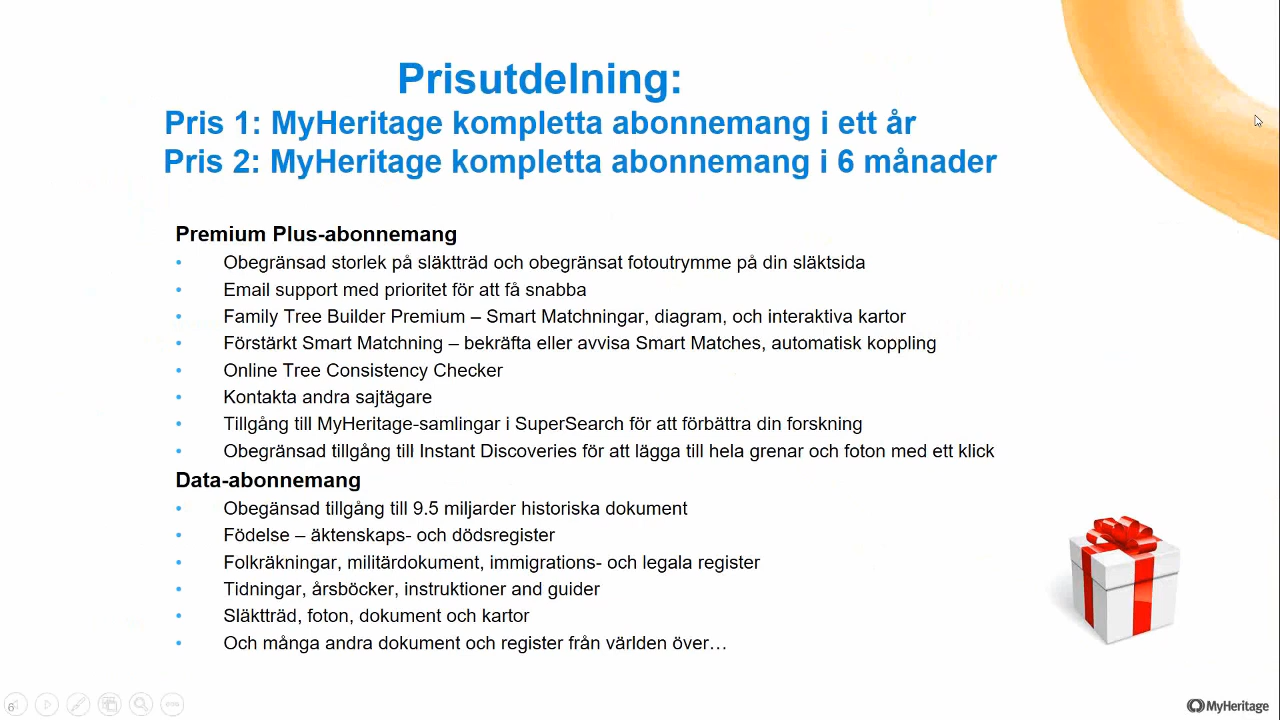 Prisutdelning:
Pris 1: MyHeritage kompletta abonnemang i ett år
Pris 2: MyHeritage kompletta abonnemang i 6 månader
Premium Plus-abonnemang
• Obegränsad storlek på släktträd och obegränsat fotoutrymme på din släktsida
• Email support med prioritet för att få snabba
• Family Tree Builder Premium – Smart Matchningar, diagram, och interaktiva kartor
• Förstärkt Smart Matchning – bekräfta eller avvisa Smart Matches, automatisk koppling
• Online Tree Consistency Checker
• Kontakta andra sajtägare
• Tillgång till MyHeritage-samlingar i SuperSearch för att förbättra din forskning
• Obegränsad tillgång till Instant Discoveries för att lägga till hela grenar och foton med ett klick
Data-abonnemang
• Obegänsad tillgång till 9.5 miljarder historiska dokument
• Födelse – äktenskaps- och dödsregister
• Folkräkningar, militärdokument, immigrations- och legala register
• Tidningar, årsböcker, instruktioner and guider
• Släktträd, foton, dokument och kartor
• Och många andra dokument och register från världen över…
6
MyHeritage